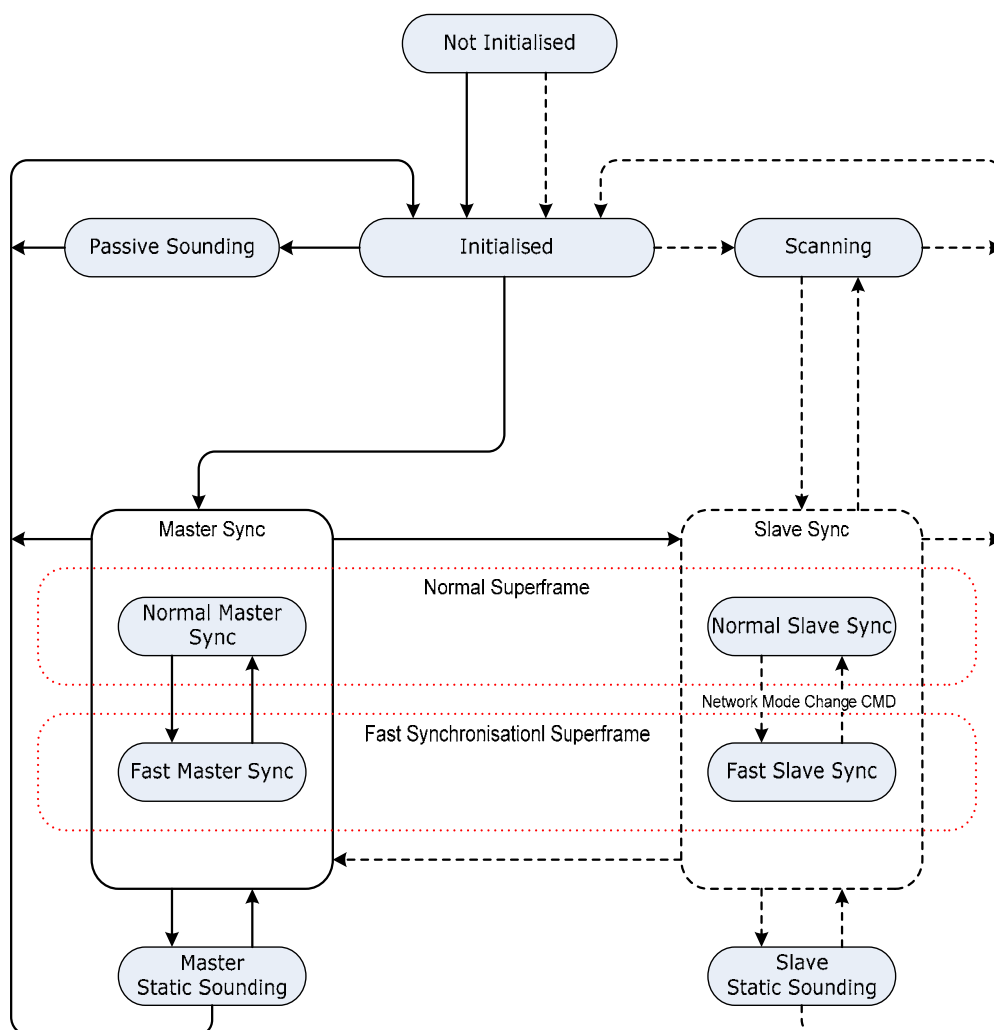 Not Initialised
Passive Sounding
Initialised
Scanning
Master Sync
Slave Sync
Normal Superframe
Normal Master
Sync
Normal Slave Sync
Network Mode Change CMD
Fast Synchronisationl Superframe
Fast Master Sync
Fast Slave Sync
Master
Static Sounding
Slave
Static Sounding